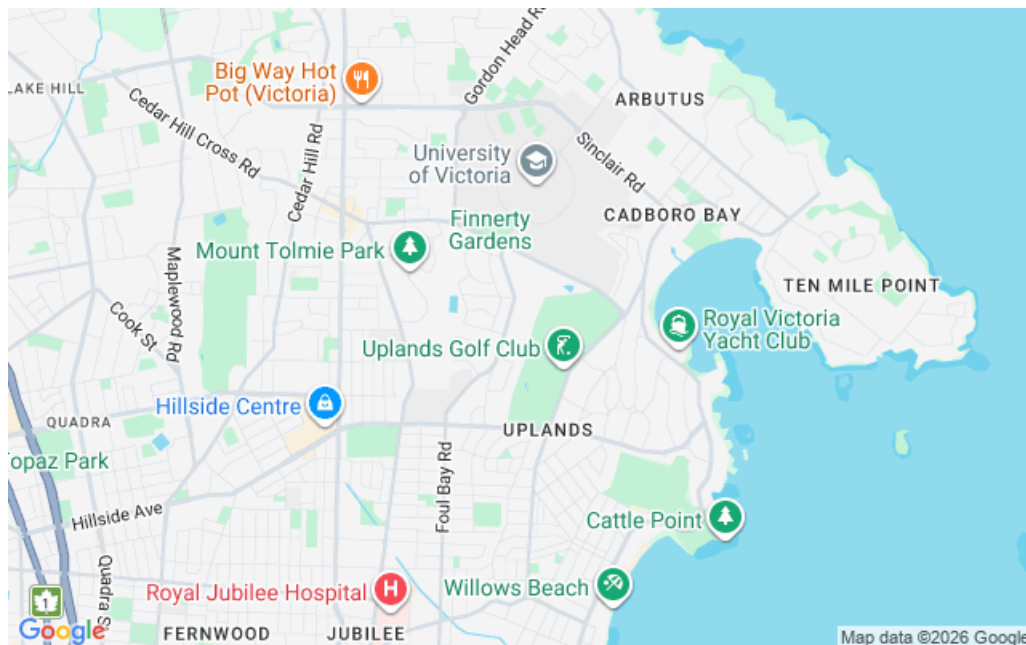 Gordon Head Rd
Big Way Hot
Pot (Victoria)
LAKE HILL
ARBUTUS
Cedar Hill Cross Rd
Cedar Hill Rd
University
of Victoria
Sinclair Rd
CADBORO BAY
Finnerty
Gardens
Mount Tolmie Park
Maplewood Rd
TEN MILE POINT
Cook St
Royal Victoria
Yacht Club
Uplands Golf Club
Hillside Centre
QUADRA
UPLANDS
Topaz Park
Foul Bay Rd
Hillside Ave
Cattle Point
Quadra S
Royal Jubilee Hospital
H
Willows Beach
1
Google
FERNWOOD
JUBILEE
Map data ©2026 Google